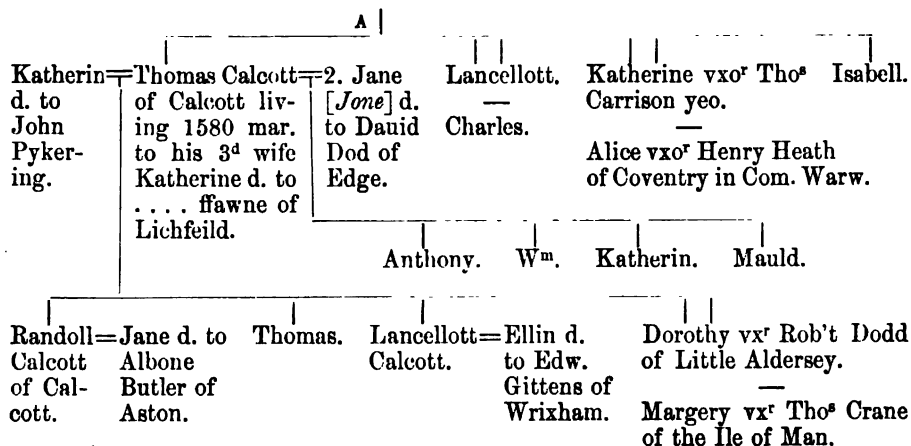 A
Katherin=Thomas Calcott=2. Jane Lancellott. Katherine vxoʳ Thoˢ Isabell.
d. to of Calcott liv- [Jone] d. — Carrison yeo.
John ing 1580 mar. to Dauid Charles. —
Pyker- to his 3ᵈ wife Dod of Alice vxoʳ Henry Heath
ing. Katherine d. to Edge. of Coventry in Com. Warw.
.... ffawne of
Lichfeild.
Anthony. Wᵐ. Katherin. Mauld.
Randoll=Jane d. to Thomas. Lancellott=Ellin d. Dorothy vxʳ Rob't Dodd
Calcott Albone Calcott. to Edw. of Little Aldersey.
of Cal- Butler of Gittens of —
cott. Aston. Wrixham. Margery vxʳ Thoˢ Crane
of the Ile of Man.